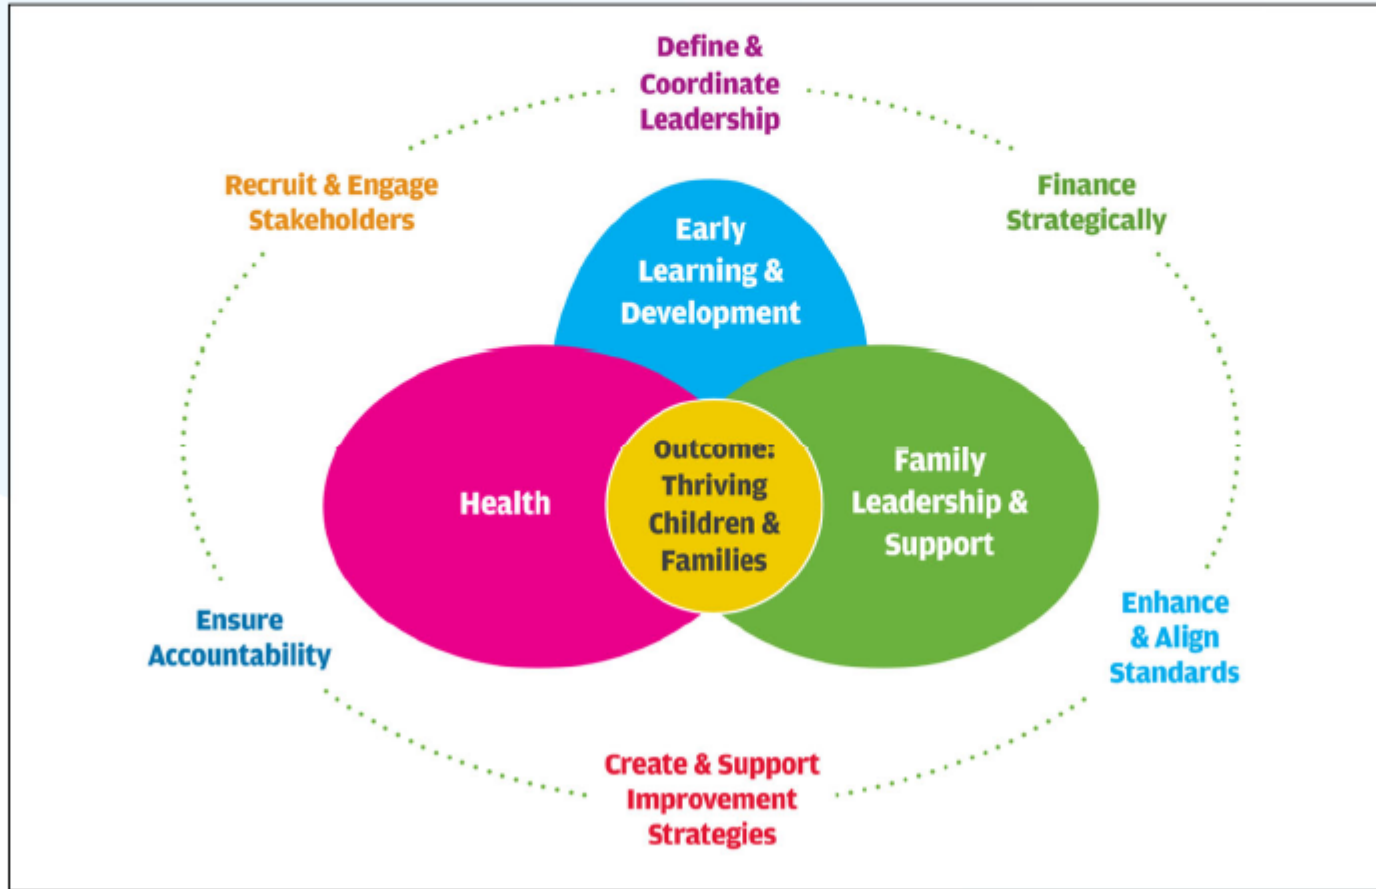 Define &
Coordinate
Leadership
Recruit & Engage
Stakeholders
Finance
Strategically
Early
Learning &
Development
Health
Outcome:
Thriving
Children &
Families
Family
Leadership &
Support
Ensure
Accountability
Enhance
& Align
Standards
Create & Support
Improvement
Strategies